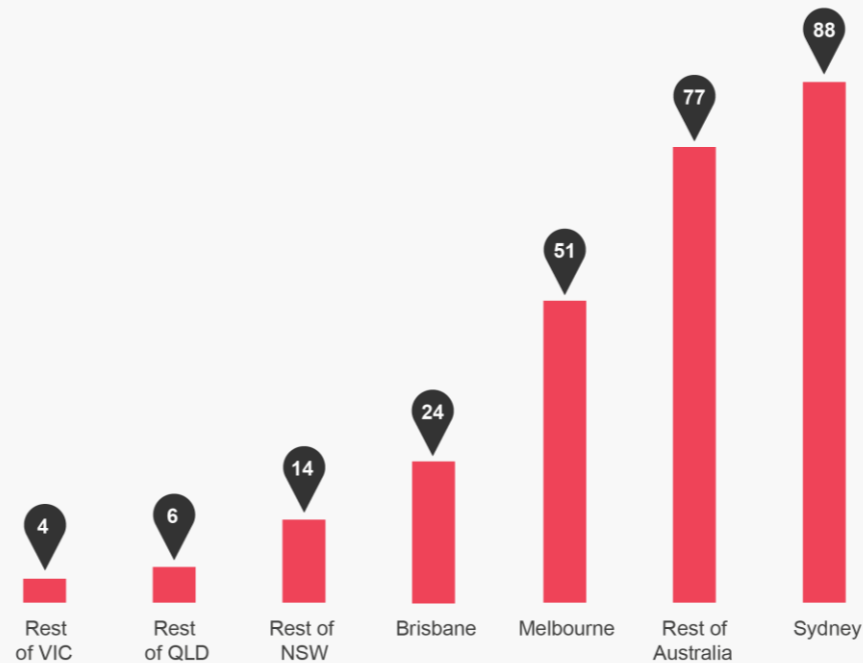 88
77
51
24
14
6
4
Rest
of VIC
Rest
of QLD
Rest of
NSW
Brisbane
Melbourne
Rest of
Australia
Sydney